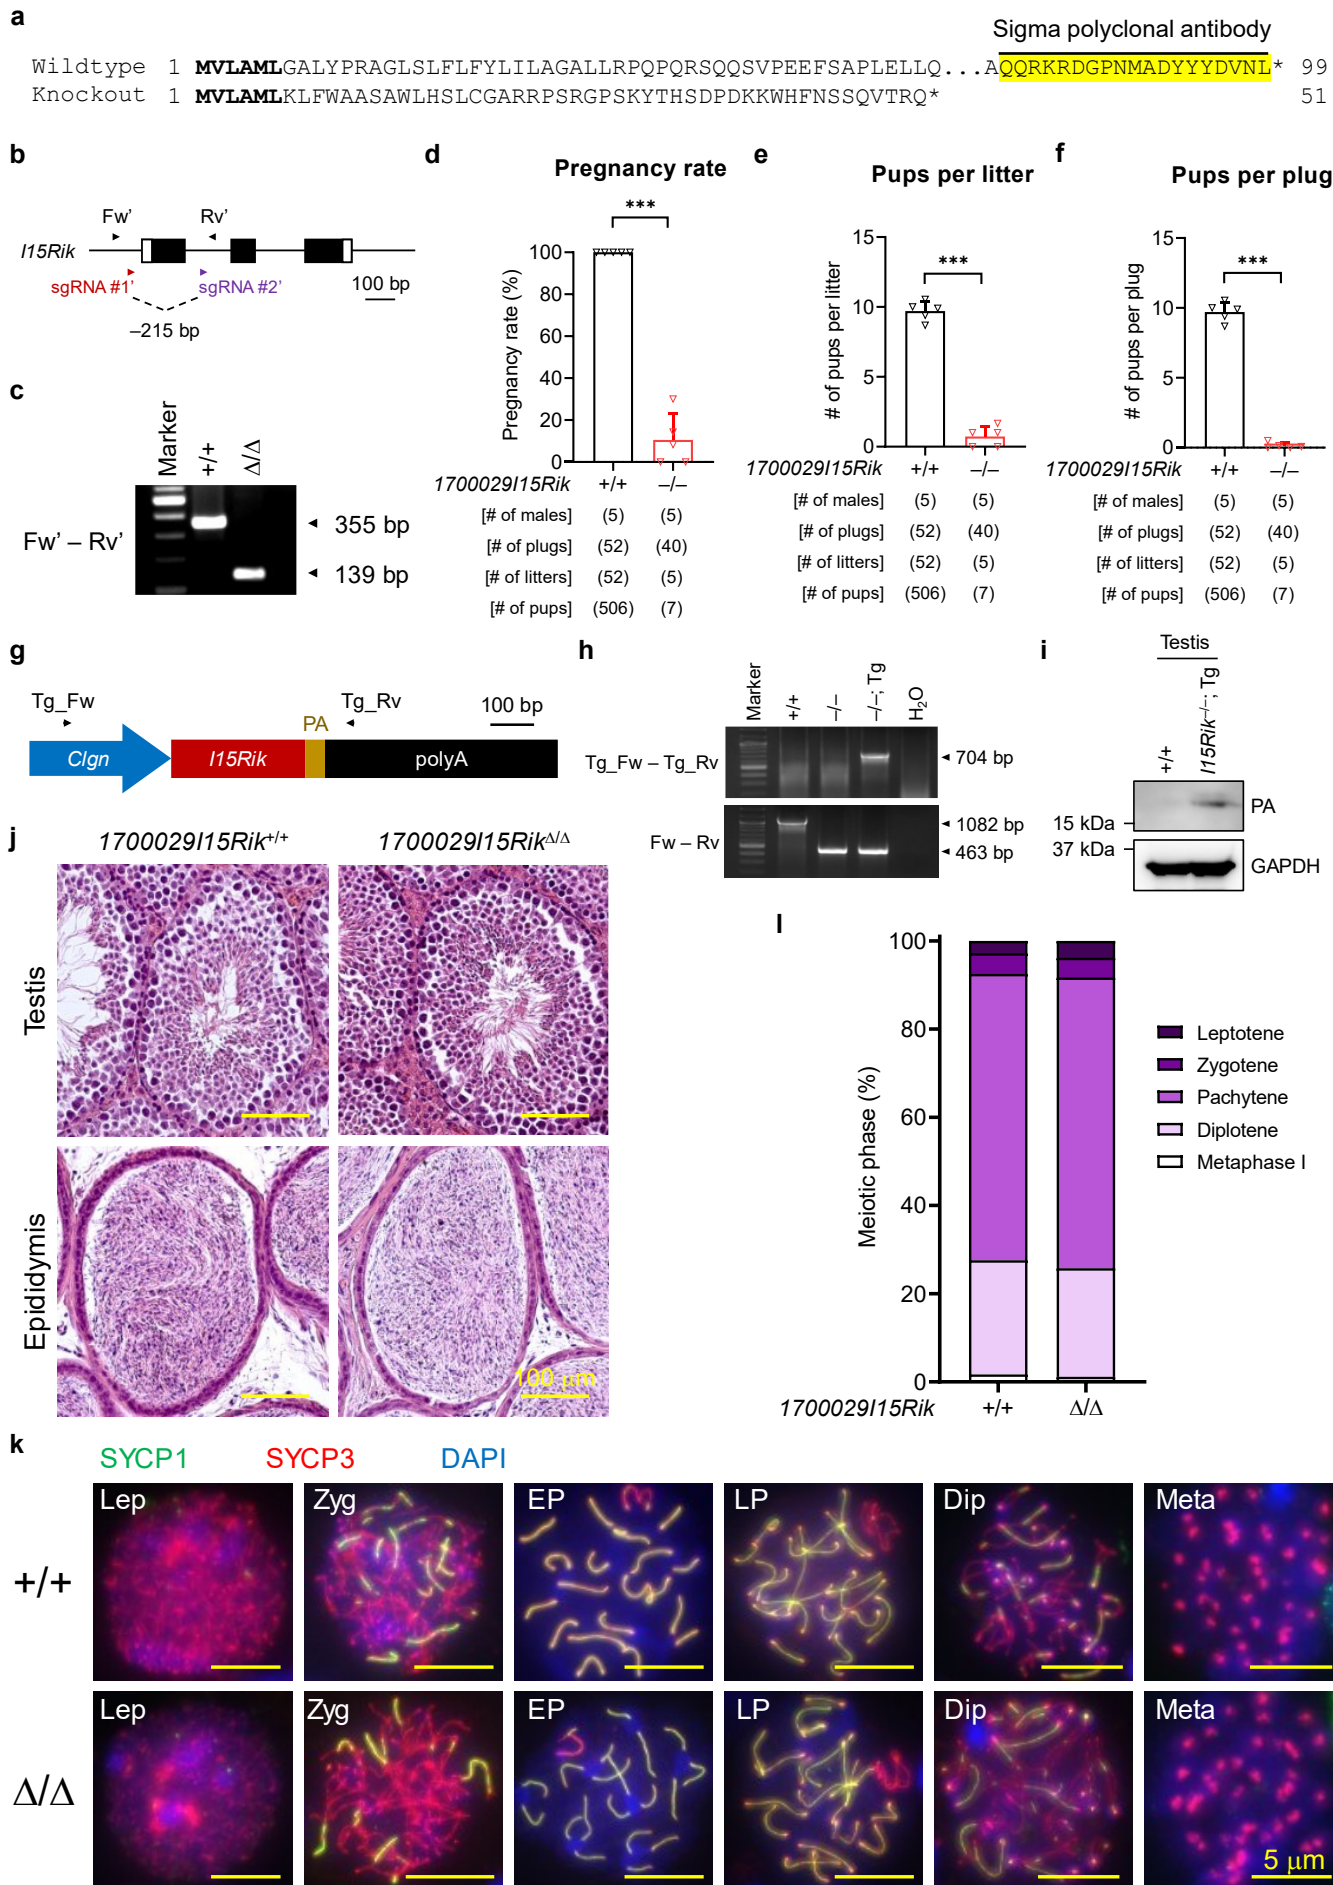 a
Sigma polyclonal antibody
Wildtype 1 MVLAMLGALYPRAGLSLFLFYLILAGALLRPQPQRSQQSVPEEFSAPLELLQ...AQQRKRDGPNMADYYYDVNL* 99
Knockout 1 MVLAMLKLFWAASAWLHSLCGARRPSRGPSKYTHSDPDKKWHFNSSQVTRQ* 51
b
Fw' Rv'
I15Rik
sgRNA #1' sgRNA #2'
–215 bp
100 bp
c
Marker
+/+
Δ/Δ
Fw' – Rv'
355 bp
139 bp
d
Pregnancy rate
***
Pregnancy rate (%)
100
80
60
40
20
0
1700029I15Rik +/+ –/–
[# of males] (5) (5)
[# of plugs] (52) (40)
[# of litters] (52) (5)
[# of pups] (506) (7)
e
Pups per litter
***
# of pups per litter
15
10
5
0
1700029I15Rik +/+ –/–
[# of males] (5) (5)
[# of plugs] (52) (40)
[# of litters] (52) (5)
[# of pups] (506) (7)
f
Pups per plug
***
# of pups per plug
15
10
5
0
1700029I15Rik +/+ –/–
[# of males] (5) (5)
[# of plugs] (52) (40)
[# of litters] (52) (5)
[# of pups] (506) (7)
g
Tg_Fw
Tg_Rv
100 bp
PA
Clgn
I15Rik
polyA
h
Marker
+/+
–/–
–/–; Tg
H2O
Tg_Fw – Tg_Rv
704 bp
Fw – Rv
1082 bp
463 bp
i
Testis
+/+
I15Rik–/–; Tg
15 kDa
PA
37 kDa
GAPDH
j
1700029I15Rik+/+
1700029I15RikΔ/Δ
Testis
Epididymis
100 μm
l
Meiotic phase (%)
100
80
60
40
20
0
1700029I15Rik +/+ Δ/Δ
Leptotene
Zygotene
Pachytene
Diplotene
Metaphase I
k
SYCP1 SYCP3 DAPI
+/+
Lep Zyg EP LP Dip Meta
Δ/Δ
Lep Zyg EP LP Dip Meta
5 μm